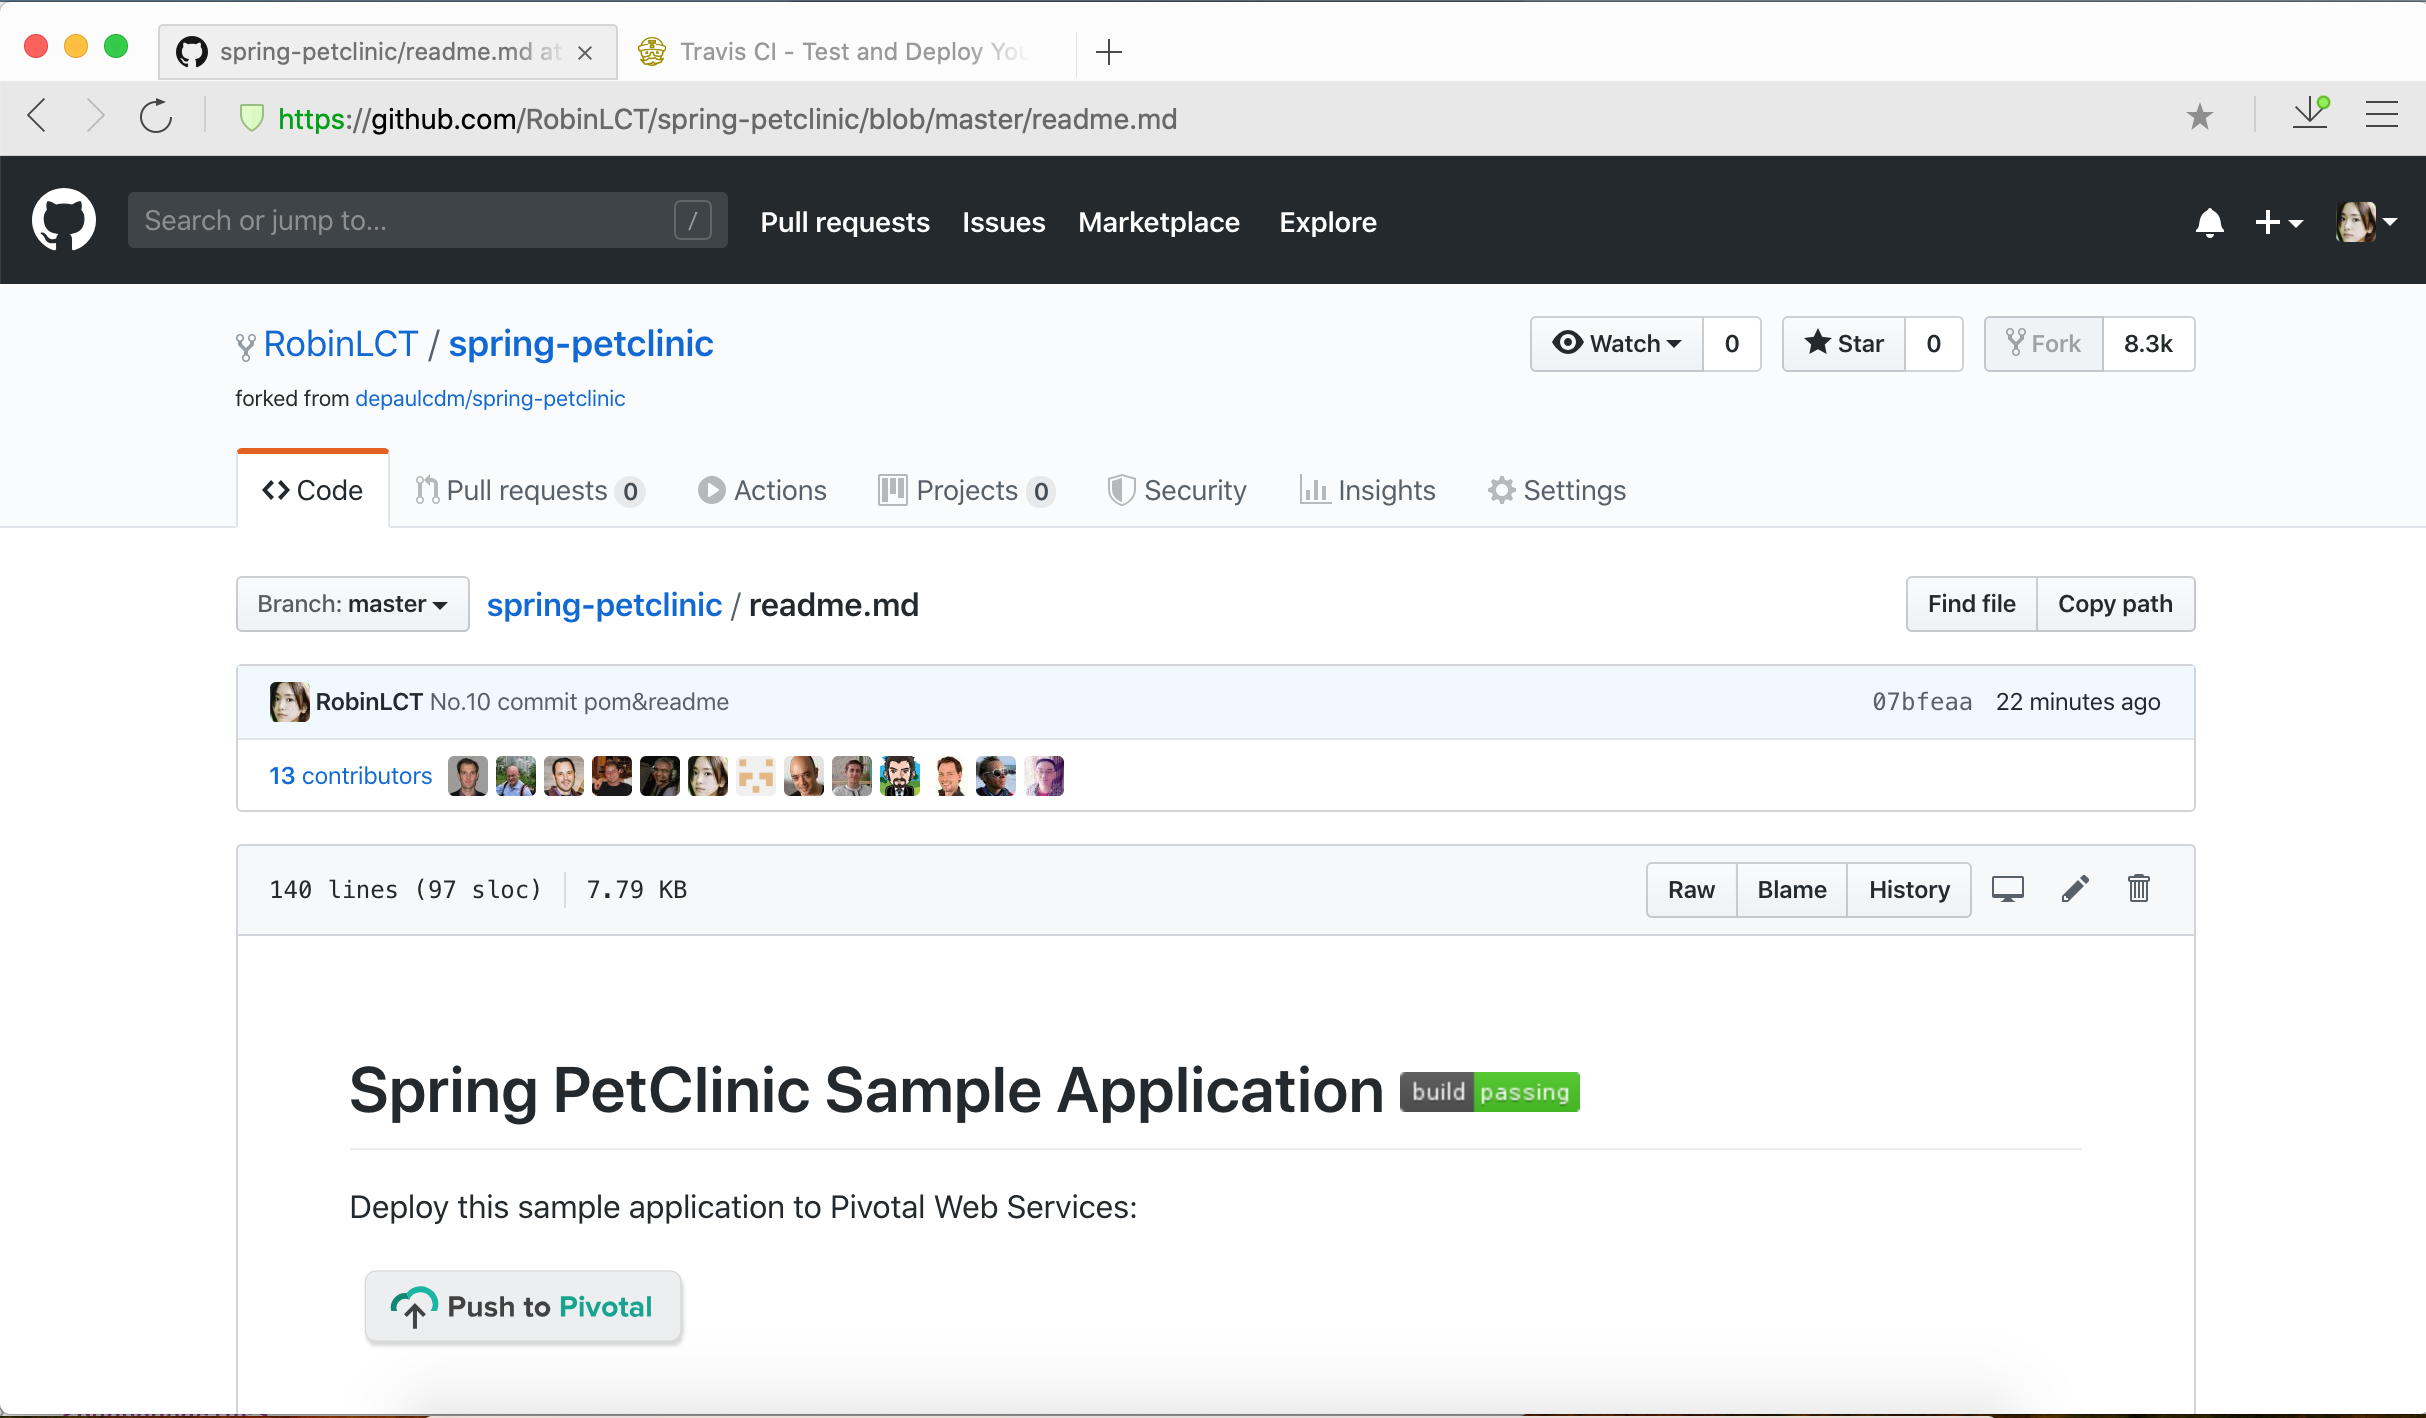 spring-petclinic/readme.md at
Travis CI - Test and Deploy You
https://github.com/RobinLCT/spring-petclinic/blob/master/readme.md
Search or jump to... /
Pull requests Issues Marketplace Explore
RobinLCT / spring-petclinic
Watch 0 Star 0 Fork 8.3k
forked from depaulcdm/spring-petclinic
Code Pull requests 0 Actions Projects 0 Security Insights Settings
Branch: master spring-petclinic / readme.md Find file Copy path
RobinLCT No.10 commit pom&readme 07bfeaa 22 minutes ago
13 contributors
140 lines (97 sloc) 7.79 KB Raw Blame History
Spring PetClinic Sample Application build passing
Deploy this sample application to Pivotal Web Services:
Push to Pivotal